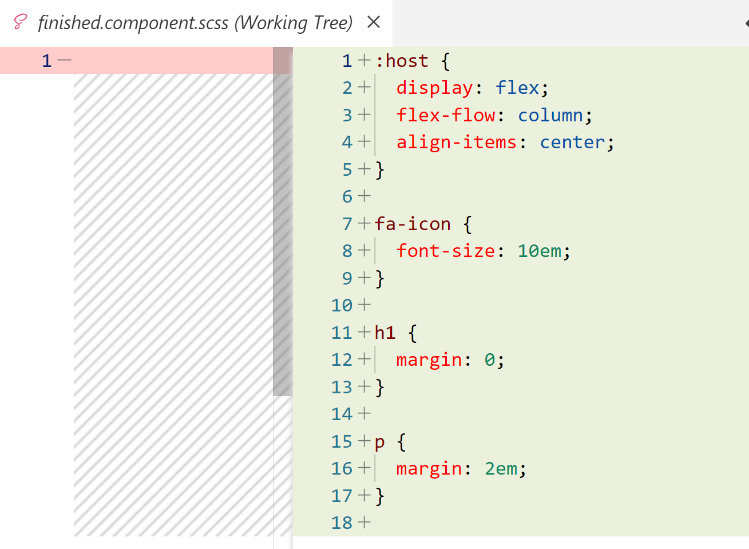 finished.component.scss (Working Tree) ×
1 −
1 + :host {
2 +   display: flex;
3 +   flex-flow: column;
4 +   align-items: center;
5 + }
6 +
7 + fa-icon {
8 +   font-size: 10em;
9 + }
10 +
11 + h1 {
12 +   margin: 0;
13 + }
14 +
15 + p {
16 +   margin: 2em;
17 + }
18 +